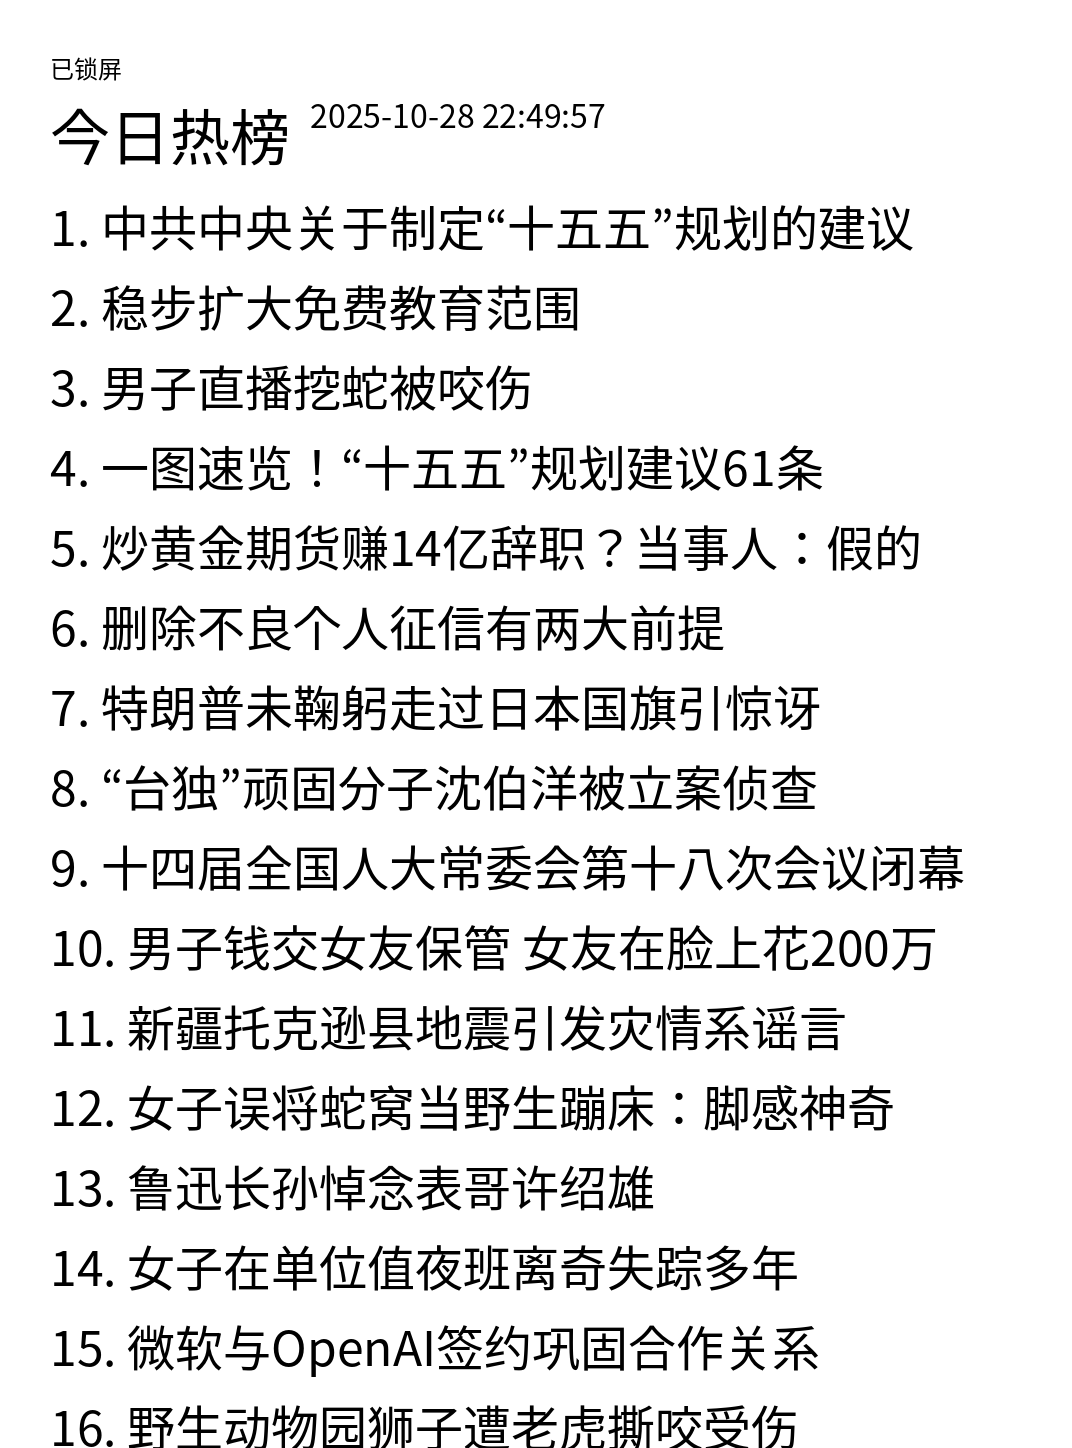 已锁屏
今日热榜 2025-10-28 22:49:57
1. 中共中央关于制定“十五五”规划的建议
2. 稳步扩大免费教育范围
3. 男子直播挖蛇被咬伤
4. 一图速览！“十五五”规划建议61条
5. 炒黄金期货赚14亿辞职？当事人：假的
6. 删除不良个人征信有两大前提
7. 特朗普未鞠躬走过日本国旗引惊讶
8. “台独”顽固分子沈伯洋被立案侦查
9. 十四届全国人大常委会第十八次会议闭幕
10. 男子钱交女友保管 女友在脸上花200万
11. 新疆托克逊县地震引发灾情系谣言
12. 女子误将蛇窝当野生蹦床：脚感神奇
13. 鲁迅长孙悼念表哥许绍雄
14. 女子在单位值夜班离奇失踪多年
15. 微软与OpenAI签约巩固合作关系
16. 野生动物园狮子遭老虎撕咬受伤